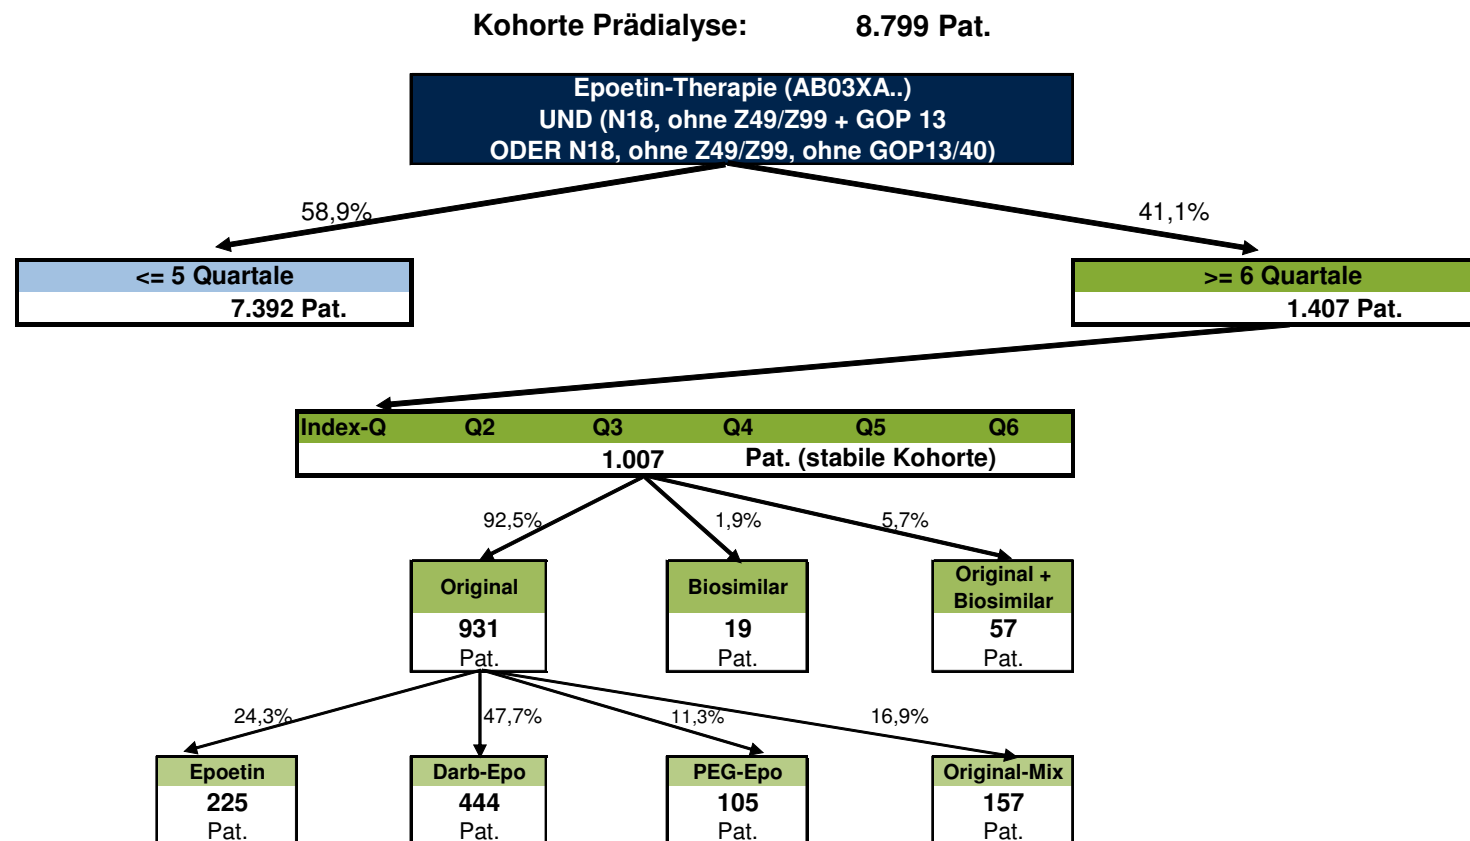 Kohorte Prädialyse: 8.799 Pat.
Epoetin-Therapie (AB03XA..)
UND (N18, ohne Z49/Z99 + GOP 13
ODER N18, ohne Z49/Z99, ohne GOP13/40)
58,9% 41,1%
<= 5 Quartale >= 6 Quartale
7.392 Pat. 1.407 Pat.
Index-Q Q2 Q3 Q4 Q5 Q6
1.007 Pat. (stabile Kohorte)
92,5% 1,9% 5,7%
Original Biosimilar Original +
Biosimilar
931 19 57
Pat. Pat. Pat.
24,3% 47,7% 11,3% 16,9%
Epoetin Darb-Epo PEG-Epo Original-Mix
225 444 105 157
Pat. Pat. Pat. Pat.